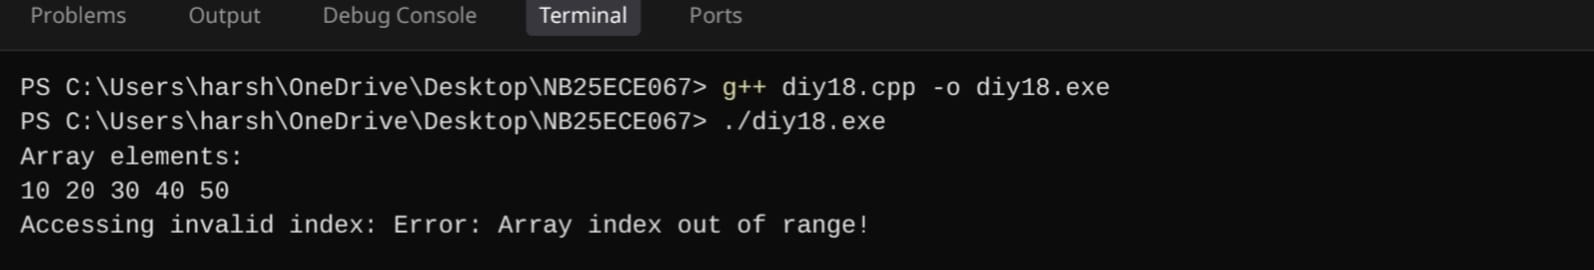 Problems Output Debug Console Terminal Ports
PS C:\Users\harsh\OneDrive\Desktop\NB25ECE067> g++ diy18.cpp -o diy18.exe
PS C:\Users\harsh\OneDrive\Desktop\NB25ECE067> ./diy18.exe
Array elements:
10 20 30 40 50
Accessing invalid index: Error: Array index out of range!